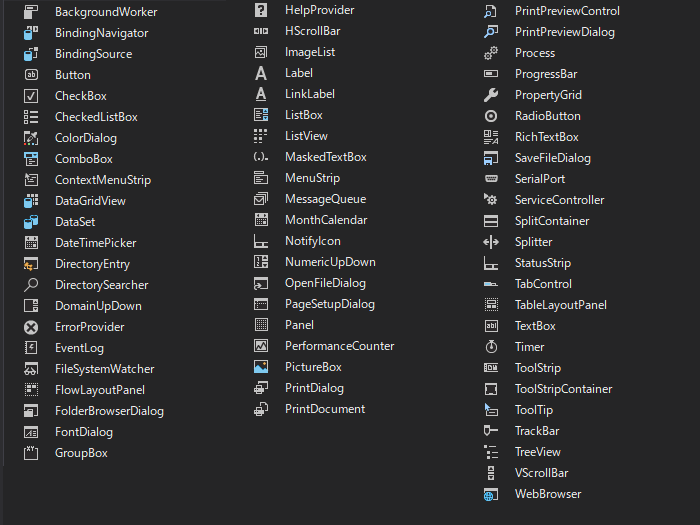 BackgroundWorker
BindingNavigator
BindingSource
Button
CheckBox
CheckedListBox
ColorDialog
ComboBox
ContextMenuStrip
DataGridView
DataSet
DateTimePicker
DirectoryEntry
DirectorySearcher
DomainUpDown
ErrorProvider
EventLog
FileSystemWatcher
FlowLayoutPanel
FolderBrowserDialog
FontDialog
GroupBox
HelpProvider
HScrollBar
ImageList
Label
LinkLabel
ListBox
ListView
MaskedTextBox
MenuStrip
MessageQueue
MonthCalendar
NotifyIcon
NumericUpDown
OpenFileDialog
PageSetupDialog
Panel
PerformanceCounter
PictureBox
PrintDialog
PrintDocument
PrintPreviewControl
PrintPreviewDialog
Process
ProgressBar
PropertyGrid
RadioButton
RichTextBox
SaveFileDialog
SerialPort
ServiceController
SplitContainer
Splitter
StatusStrip
TabControl
TableLayoutPanel
TextBox
Timer
ToolStrip
ToolStripContainer
ToolTip
TrackBar
TreeView
VScrollBar
WebBrowser